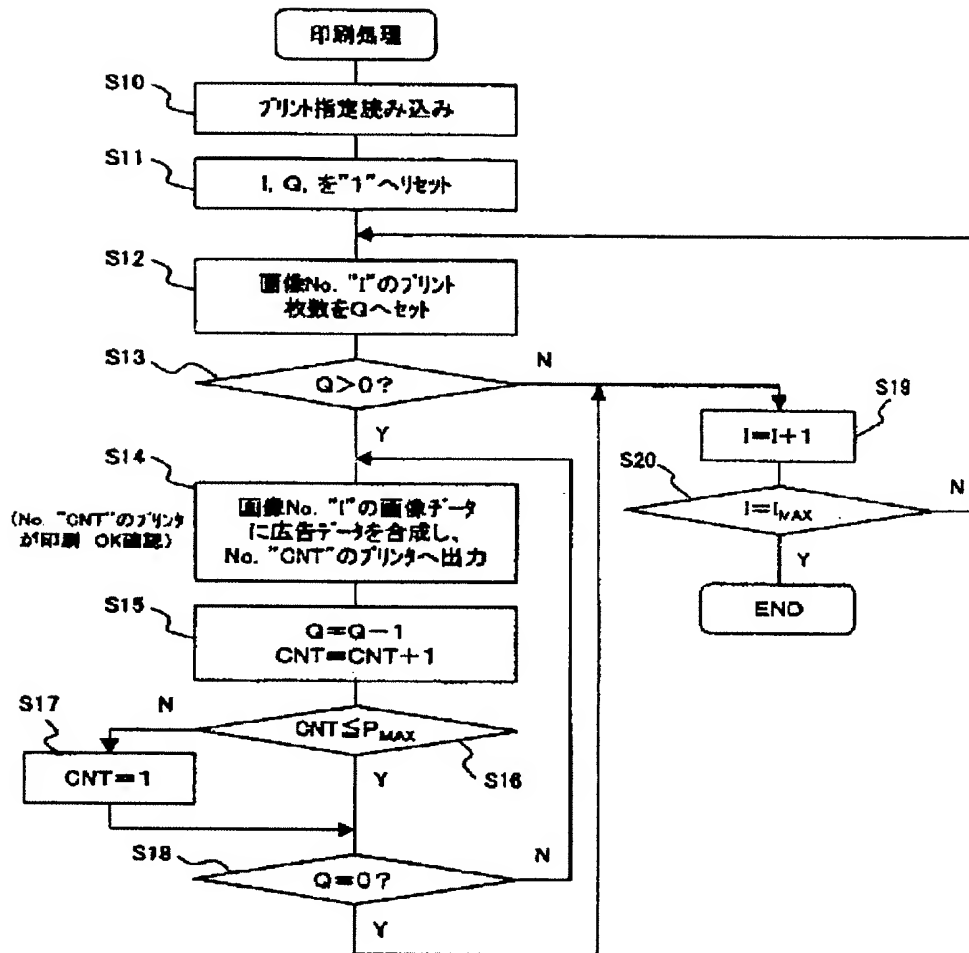 印刷処理
S10
プリント指定読み込み
S11
I, Q, を"1"へリセット
S12
画像No. "I"のプリント
枚数をQへセット
S13
Q>0?
N
Y
S19
I=I+1
S20
I=IMAX
N
Y
END
S14
(No. "CNT"のプリンタ
が印刷 OK確認)
画像No. "I"の画像データ
に広告データを合成し、
No. "CNT"のプリンタへ出力
S15
Q=Q-1
CNT=CNT+1
S17
N
CNT≦PMAX
S16
CNT=1
Y
S18
Q=0?
N
Y